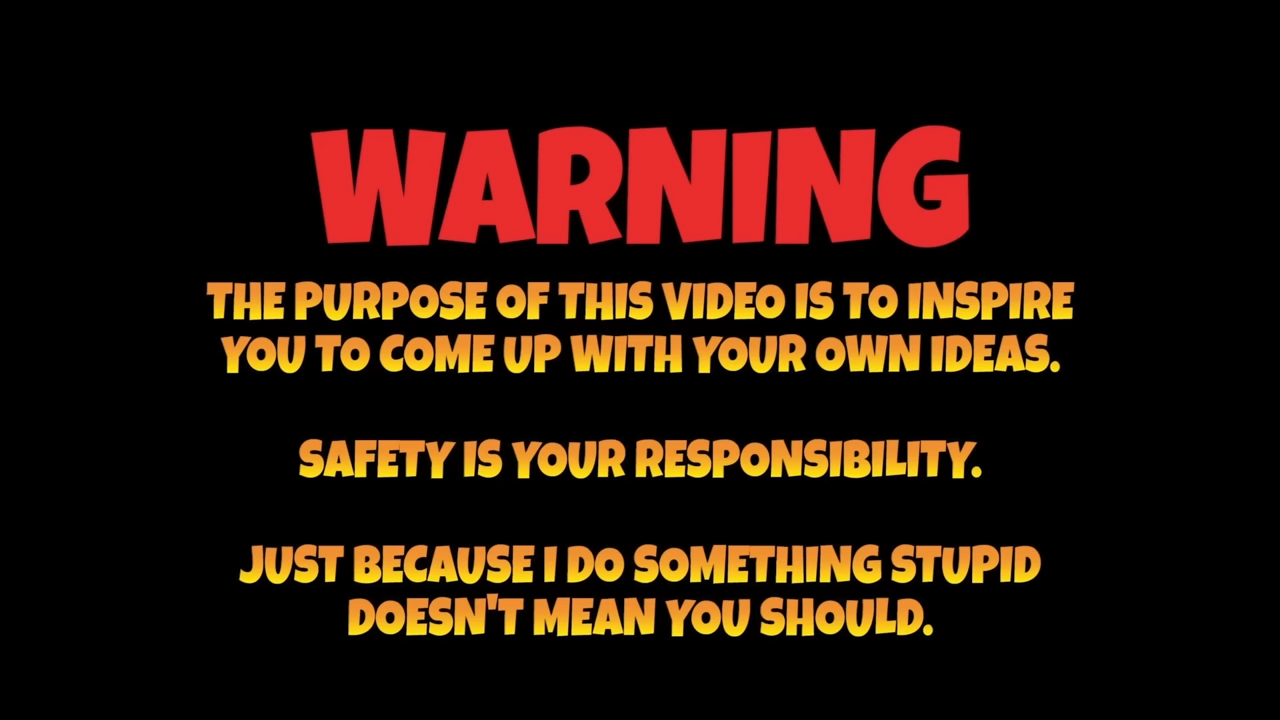 WARNING
THE PURPOSE OF THIS VIDEO IS TO INSPIRE
YOU TO COME UP WITH YOUR OWN IDEAS.
SAFETY IS YOUR RESPONSIBILITY.
JUST BECAUSE I DO SOMETHING STUPID
DOESN'T MEAN YOU SHOULD.